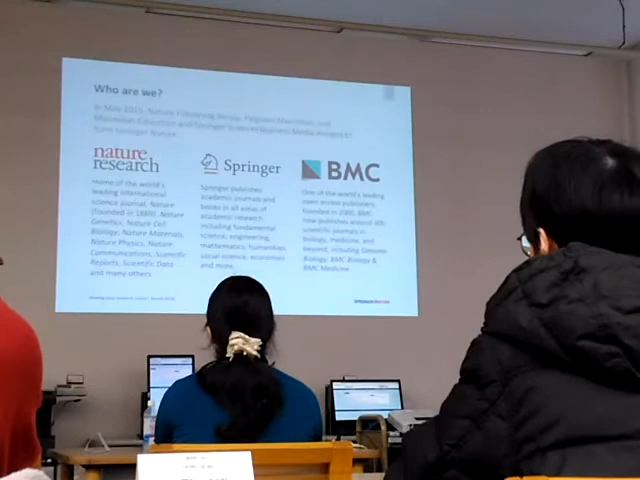 Who are we?
In May 2015, Nature Publishing Group, Palgrave Macmillan, and
Macmillan Education and Springer Science+Business Media merged to
form Springer Nature.
nature
research
Home of the world's
leading international
science journal, Nature
(founded in 1869), Nature
Genetics, Nature Cell
Biology, Nature Materials,
Nature Physics, Nature
Communications, Scientific
Reports, Scientific Data
and many others
Springer
Springer publishes
academic journals and
books in all areas of
academic research,
including fundamental
science, engineering,
mathematics, humanities,
social science, economics
and more.
BMC
One of the world's leading
open access publishers,
founded in 2000, BMC
now publishes around 300
scientific journals in
biology, medicine, and
beyond, including Genome
Biology, BMC Biology &
BMC Medicine
SPRINGER NATURE